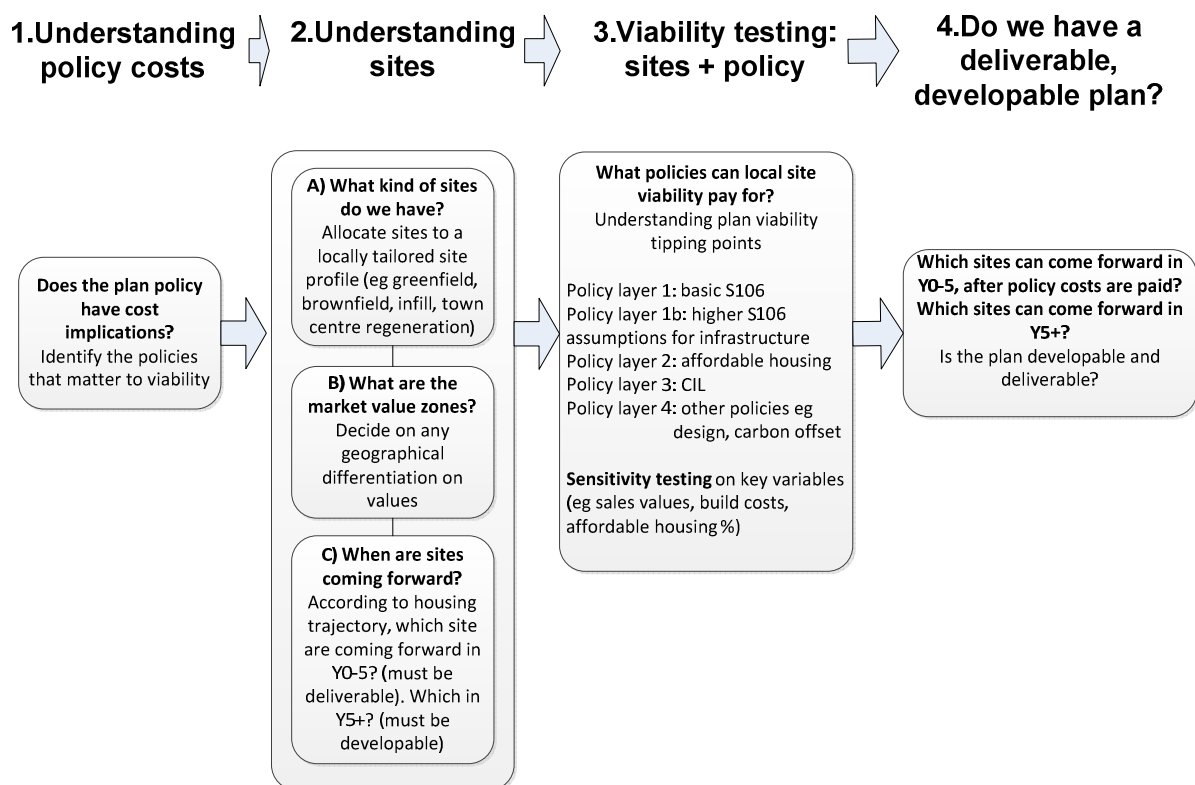 1.Understanding
policy costs
2.Understanding
sites
3.Viability testing:
sites + policy
4.Do we have a
deliverable,
developable plan?
Does the plan policy
have cost
implications?
Identify the policies
that matter to viability
A) What kind of sites
do we have?
Allocate sites to a
locally tailored site
profile (eg greenfield,
brownfield, infill, town
centre regeneration)
B) What are the
market value zones?
Decide on any
geographical
differentiation on
values
C) When are sites
coming forward?
According to housing
trajectory, which site
are coming forward in
Y0-5? (must be
deliverable). Which in
Y5+? (must be
developable)
What policies can local site
viability pay for?
Understanding plan viability
tipping points
Policy layer 1: basic S106
Policy layer 1b: higher S106
assumptions for infrastructure
Policy layer 2: affordable housing
Policy layer 3: CIL
Policy layer 4: other policies eg
design, carbon offset
Sensitivity testing on key variables
(eg sales values, build costs,
affordable housing %)
Which sites can come forward in
Y0-5, after policy costs are paid?
Which sites can come forward in
Y5+?
Is the plan developable and
deliverable?